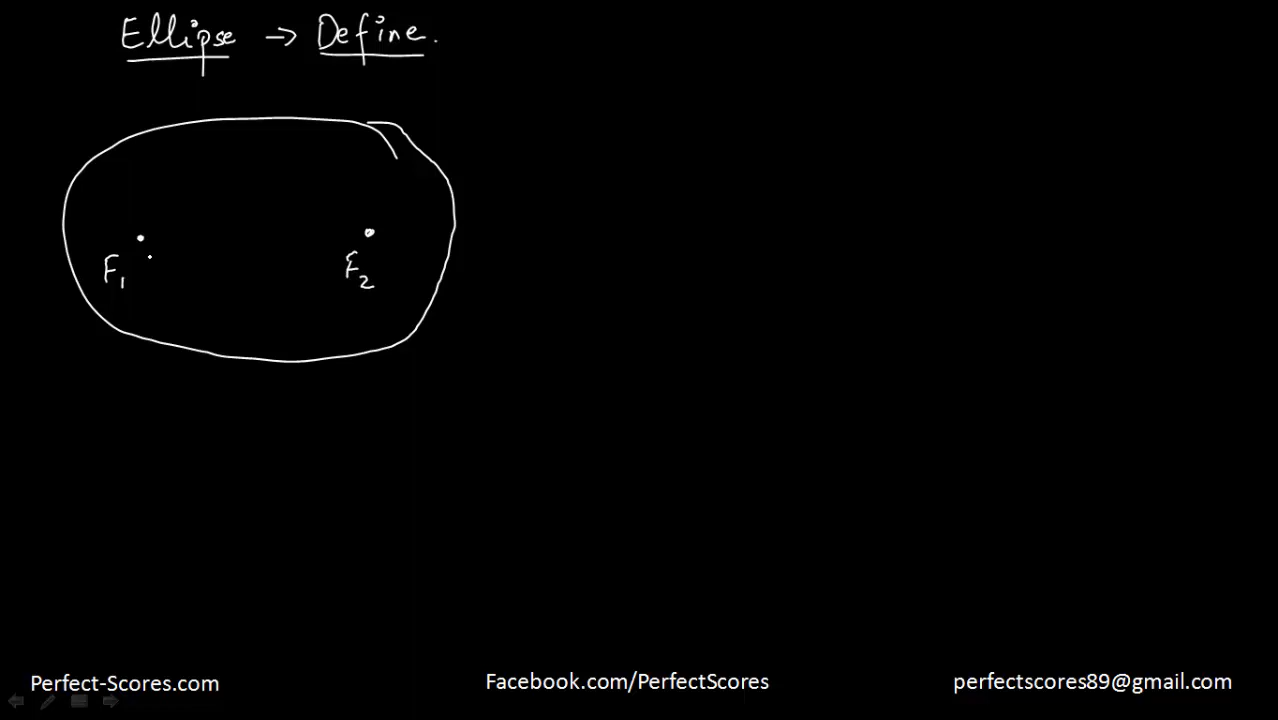 Ellipse → Define.
F₁ F₂
Perfect-Scores.com Facebook.com/PerfectScores perfectscores89@gmail.com